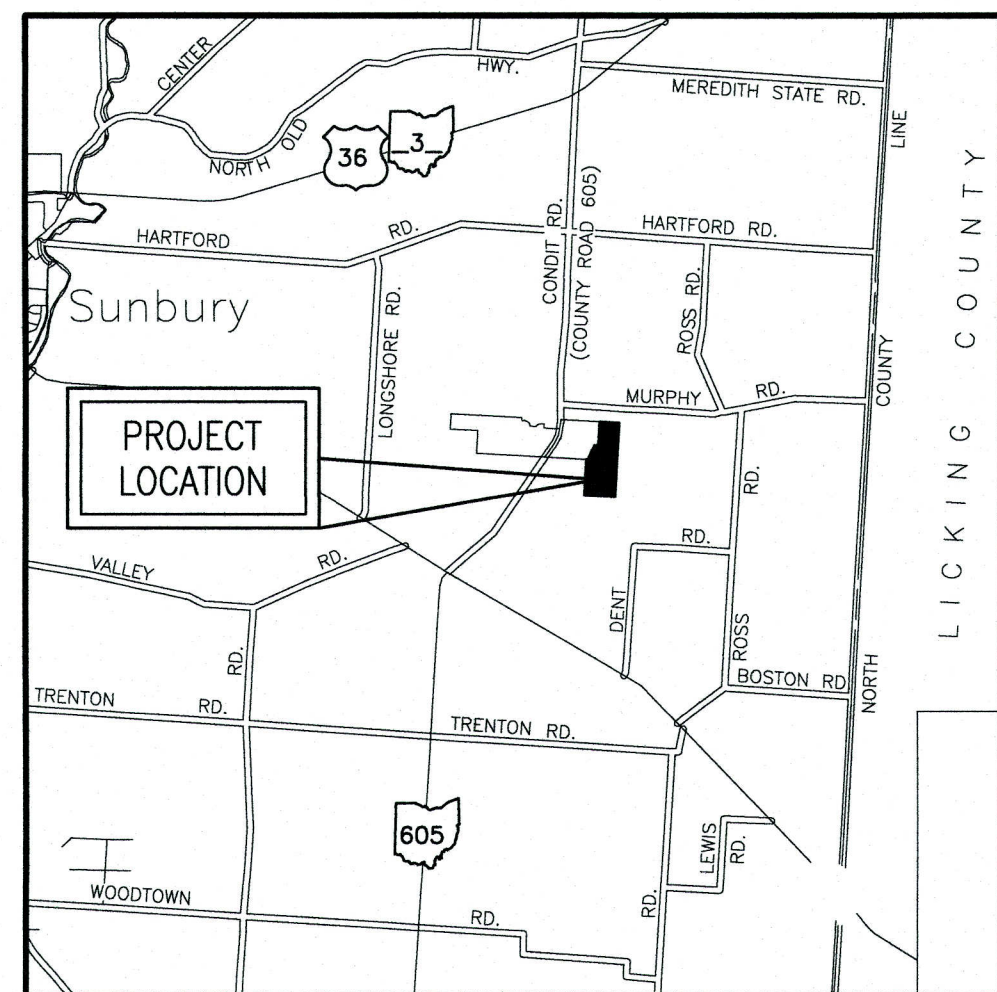 CENTER
HWY.
NORTH OLD
36
3
MEREDITH STATE RD.
LINE
HARTFORD RD.
HARTFORD RD.
CONDIT RD.
(COUNTY ROAD 605)
Sunbury
LONGSHORE RD.
ROSS RD.
COUNTY
LICKING COUNTY
MURPHY RD.
PROJECT
LOCATION
RD.
VALLEY RD.
RD.
DENT
ROSS
RD.
BOSTON RD
NORTH
TRENTON RD.
TRENTON RD.
605
LEWIS
RD.
WOODTOWN RD.
RD.